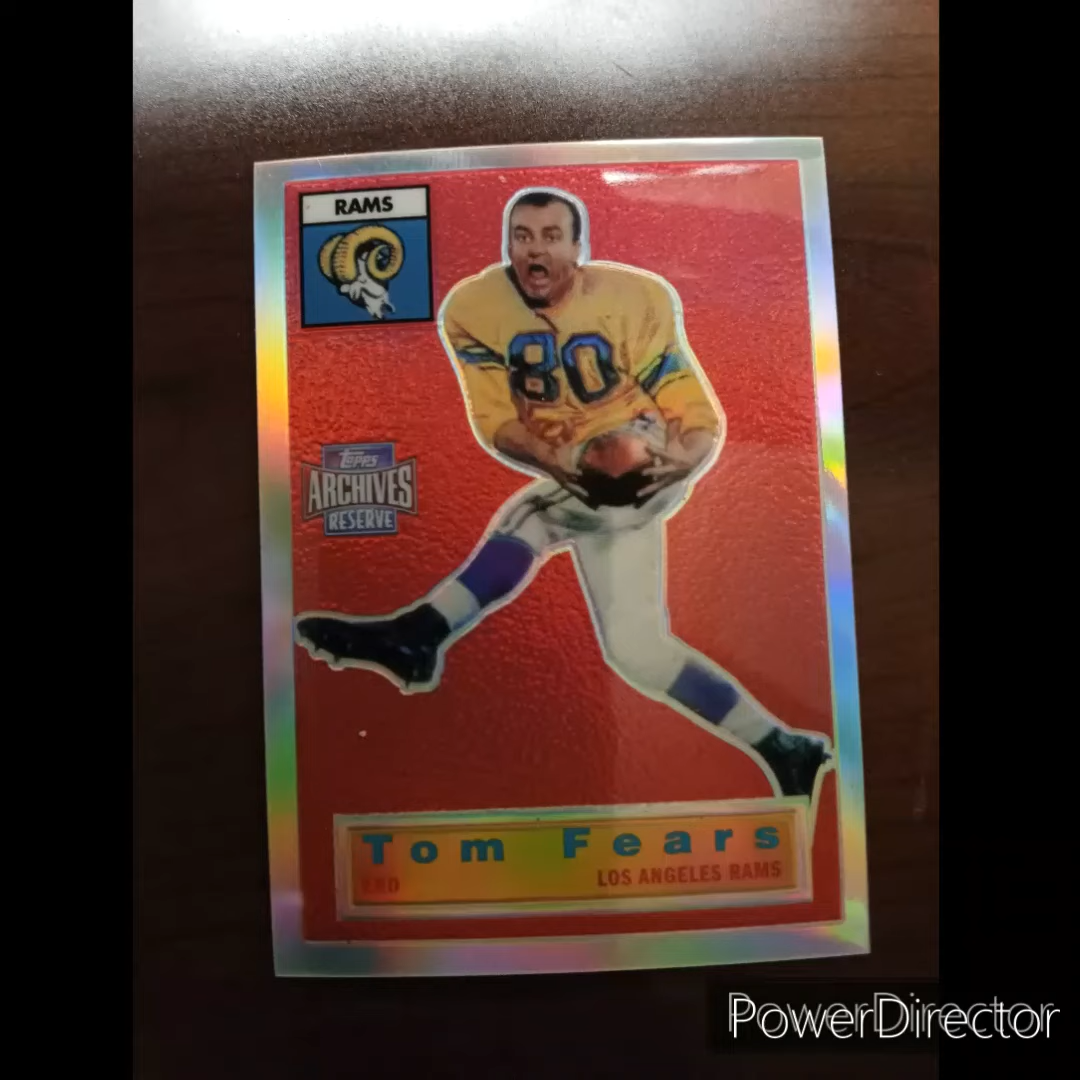 RAMS
80
Topps
ARCHIVES
RESERVE
Tom Fears
END LOS ANGELES RAMS
PowerDirector